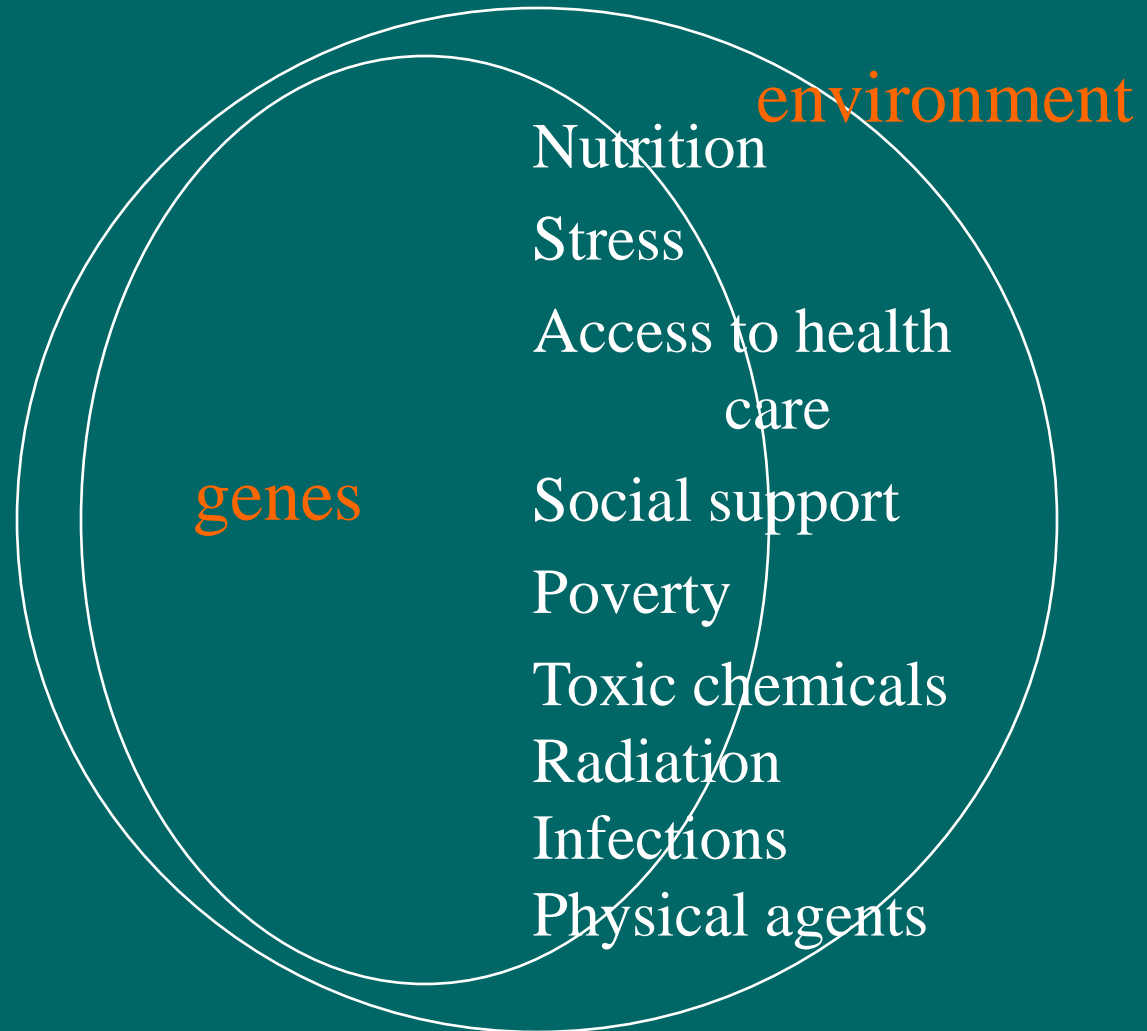 environment
Nutrition
Stress
Access to health
care
genes
Social support
Poverty
Toxic chemicals
Radiation
Infections
Physical agents